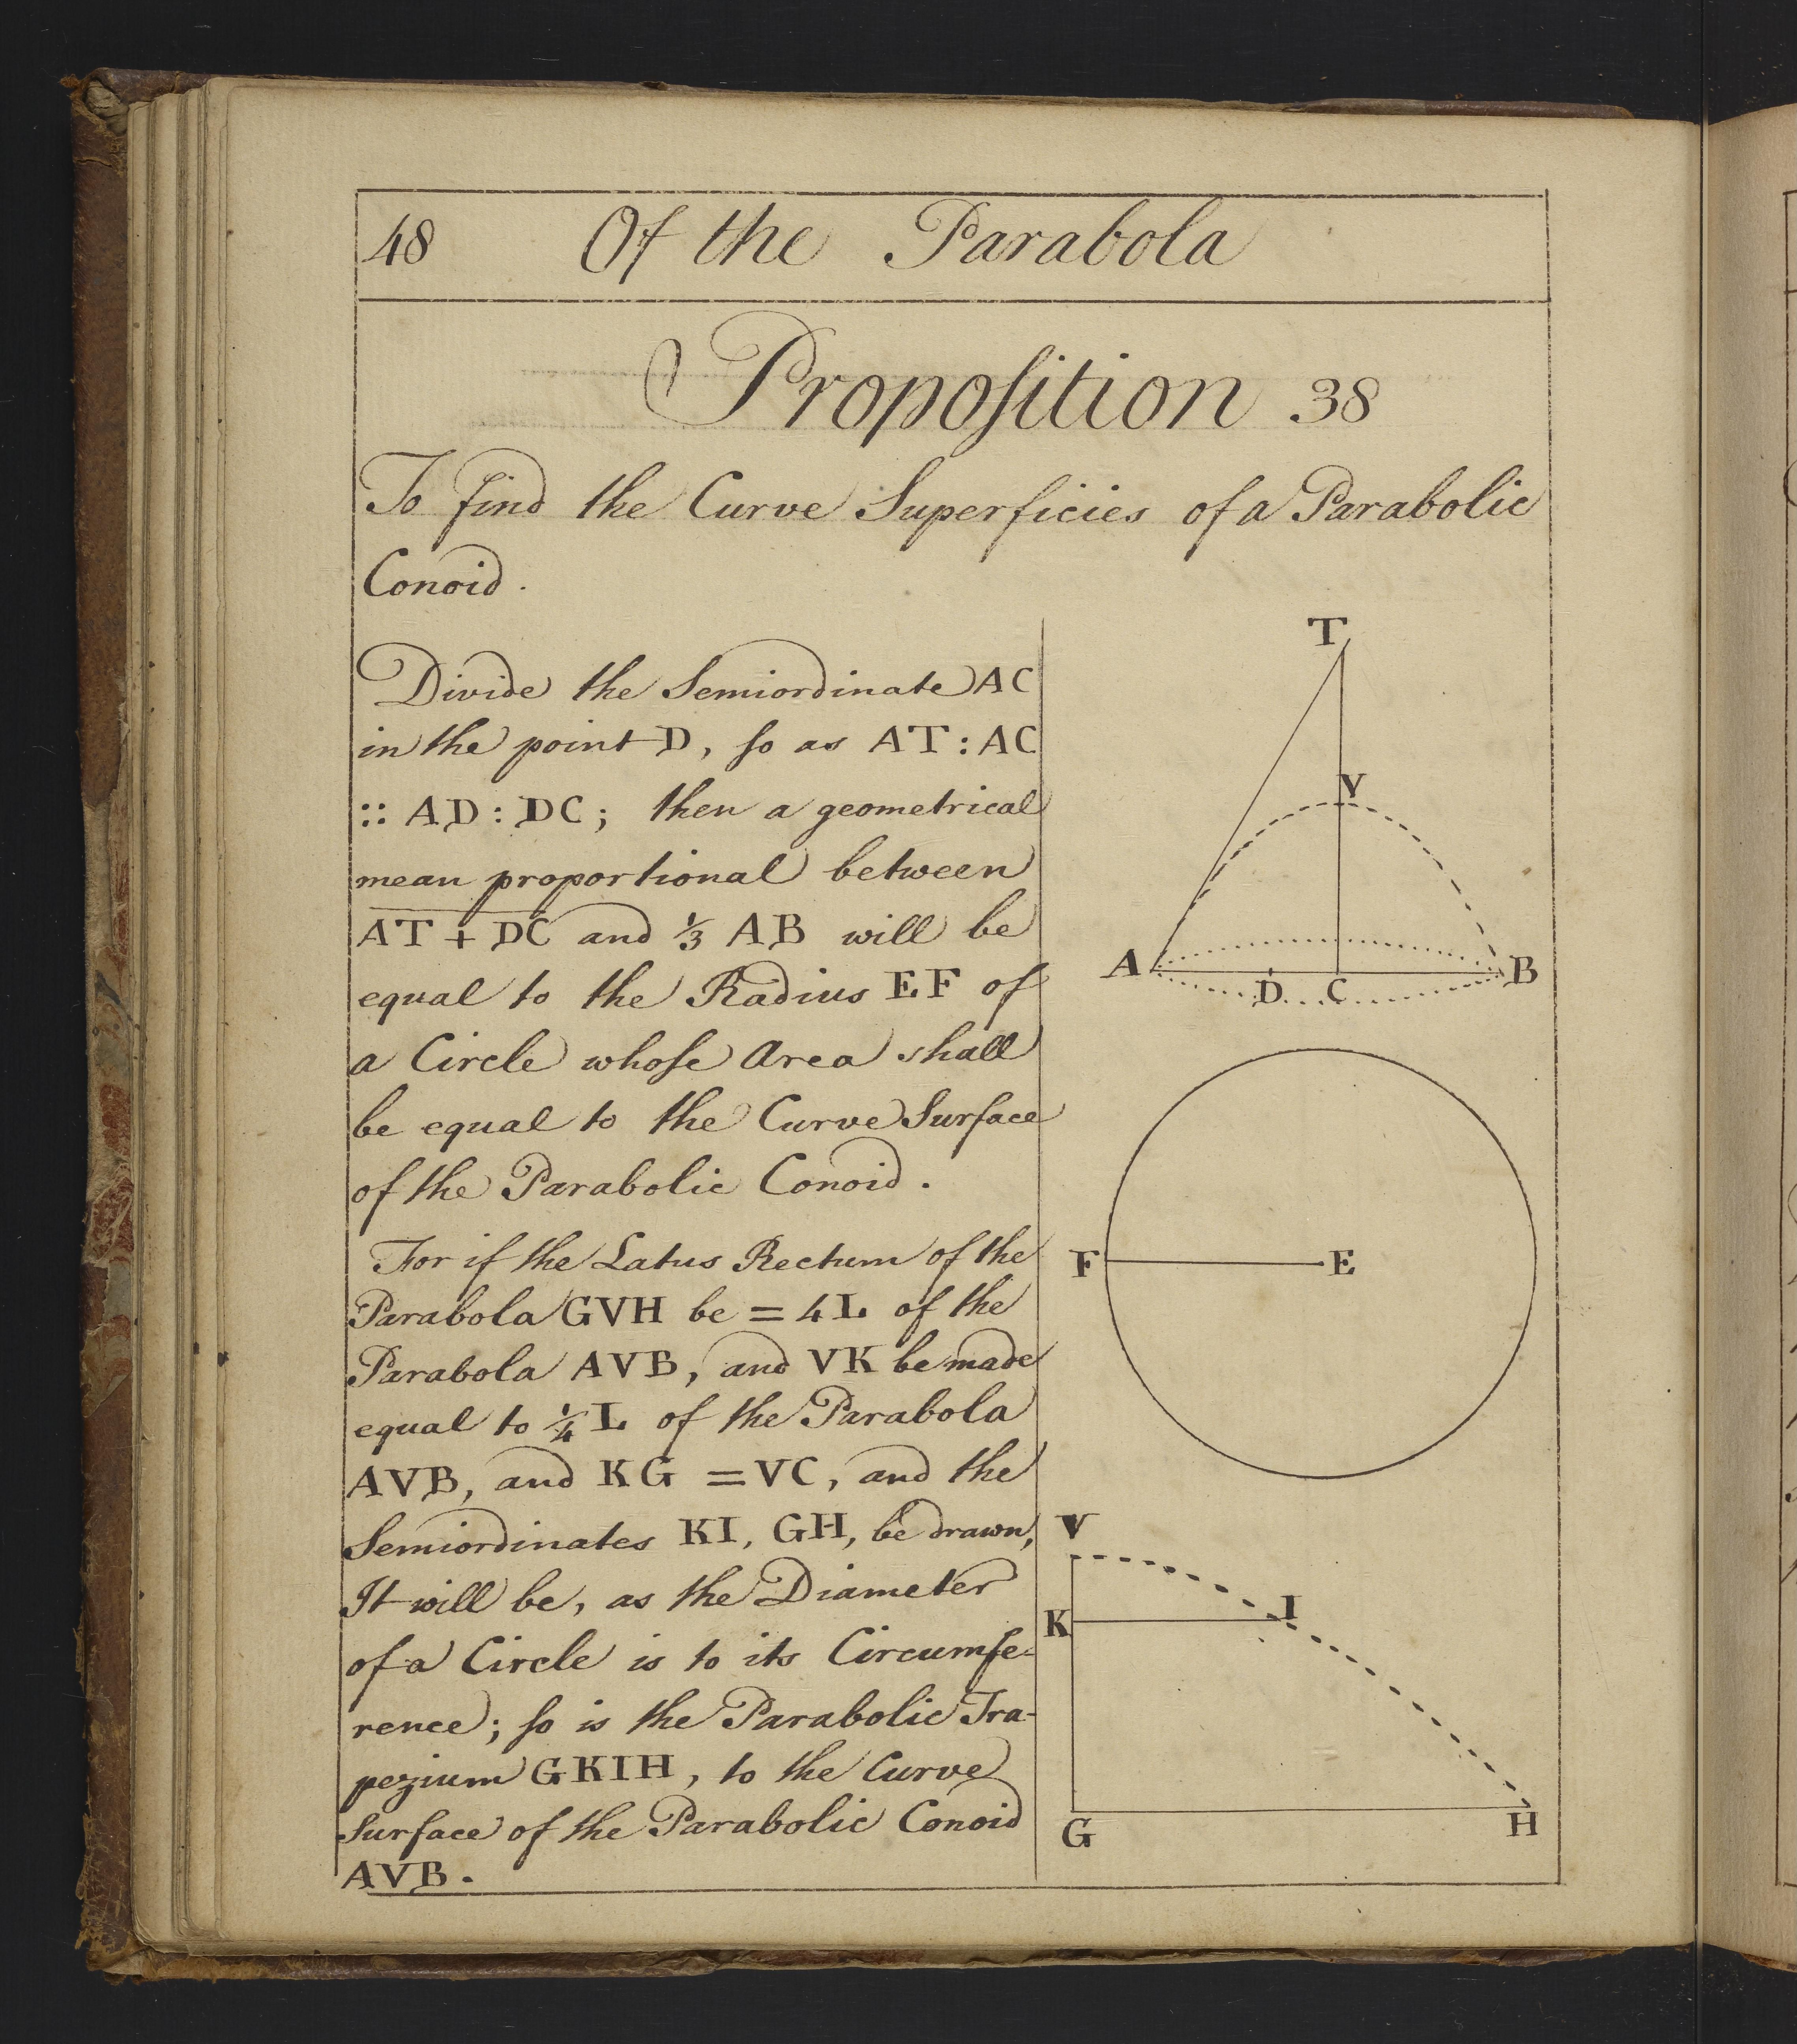 48 Of the Parabola
Propoſition 38
To find the Curve Superficies of a Parabolic
Conoid.
Divide the Semiordinate AC
in the point D, ſo as AT : AC
:: AD : DC; then a geometrical
mean proportional between
AT + DC and 1/3 AB will be
equal to the Radius EF of
a Circle whoſe Area shall
be equal to the Curve Surface
of the Parabolic Conoid.
For if the Latus Rectum of the
Parabola GVH be = 4L of the
Parabola AVB, and VK be made
equal to 1/4 L of the Parabola
AVB, and KG = VC, and the
Semiordinates KI, GH, be drawn,
It will be, as the Diameter
of a Circle is to its Circumfe-
rence; ſo is the Parabolic Tra-
pezium GKIH, to the Curve
Surface of the Parabolic Conoid
AVB.
T
V
A
D
C
B
F
E
V
K
I
G
H